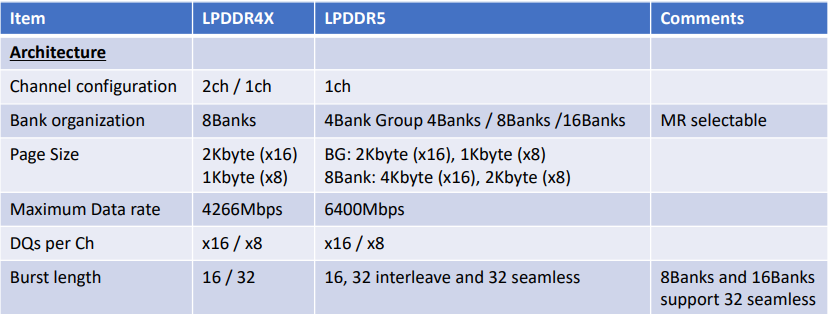 Item LPDDR4X LPDDR5 Comments
Architecture
Channel configuration 2ch / 1ch 1ch
Bank organization 8Banks 4Bank Group 4Banks / 8Banks /16Banks MR selectable
Page Size 2Kbyte (x16) BG: 2Kbyte (x16), 1Kbyte (x8)
1Kbyte (x8) 8Bank: 4Kbyte (x16), 2Kbyte (x8)
Maximum Data rate 4266Mbps 6400Mbps
DQs per Ch x16 / x8 x16 / x8
Burst length 16 / 32 16, 32 interleave and 32 seamless 8Banks and 16Banks
support 32 seamless